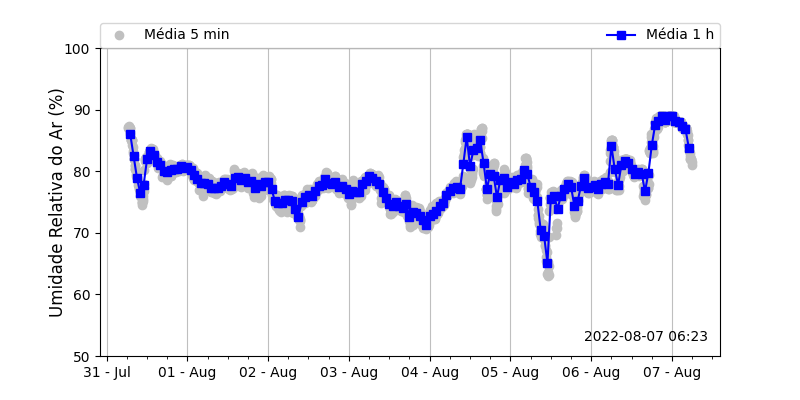 Média 5 min Média 1 h
Umidade Relativa do Ar (%)
100
90
80
70
60
50
2022-08-07 06:23
31 - Jul 01 - Aug 02 - Aug 03 - Aug 04 - Aug 05 - Aug 06 - Aug 07 - Aug